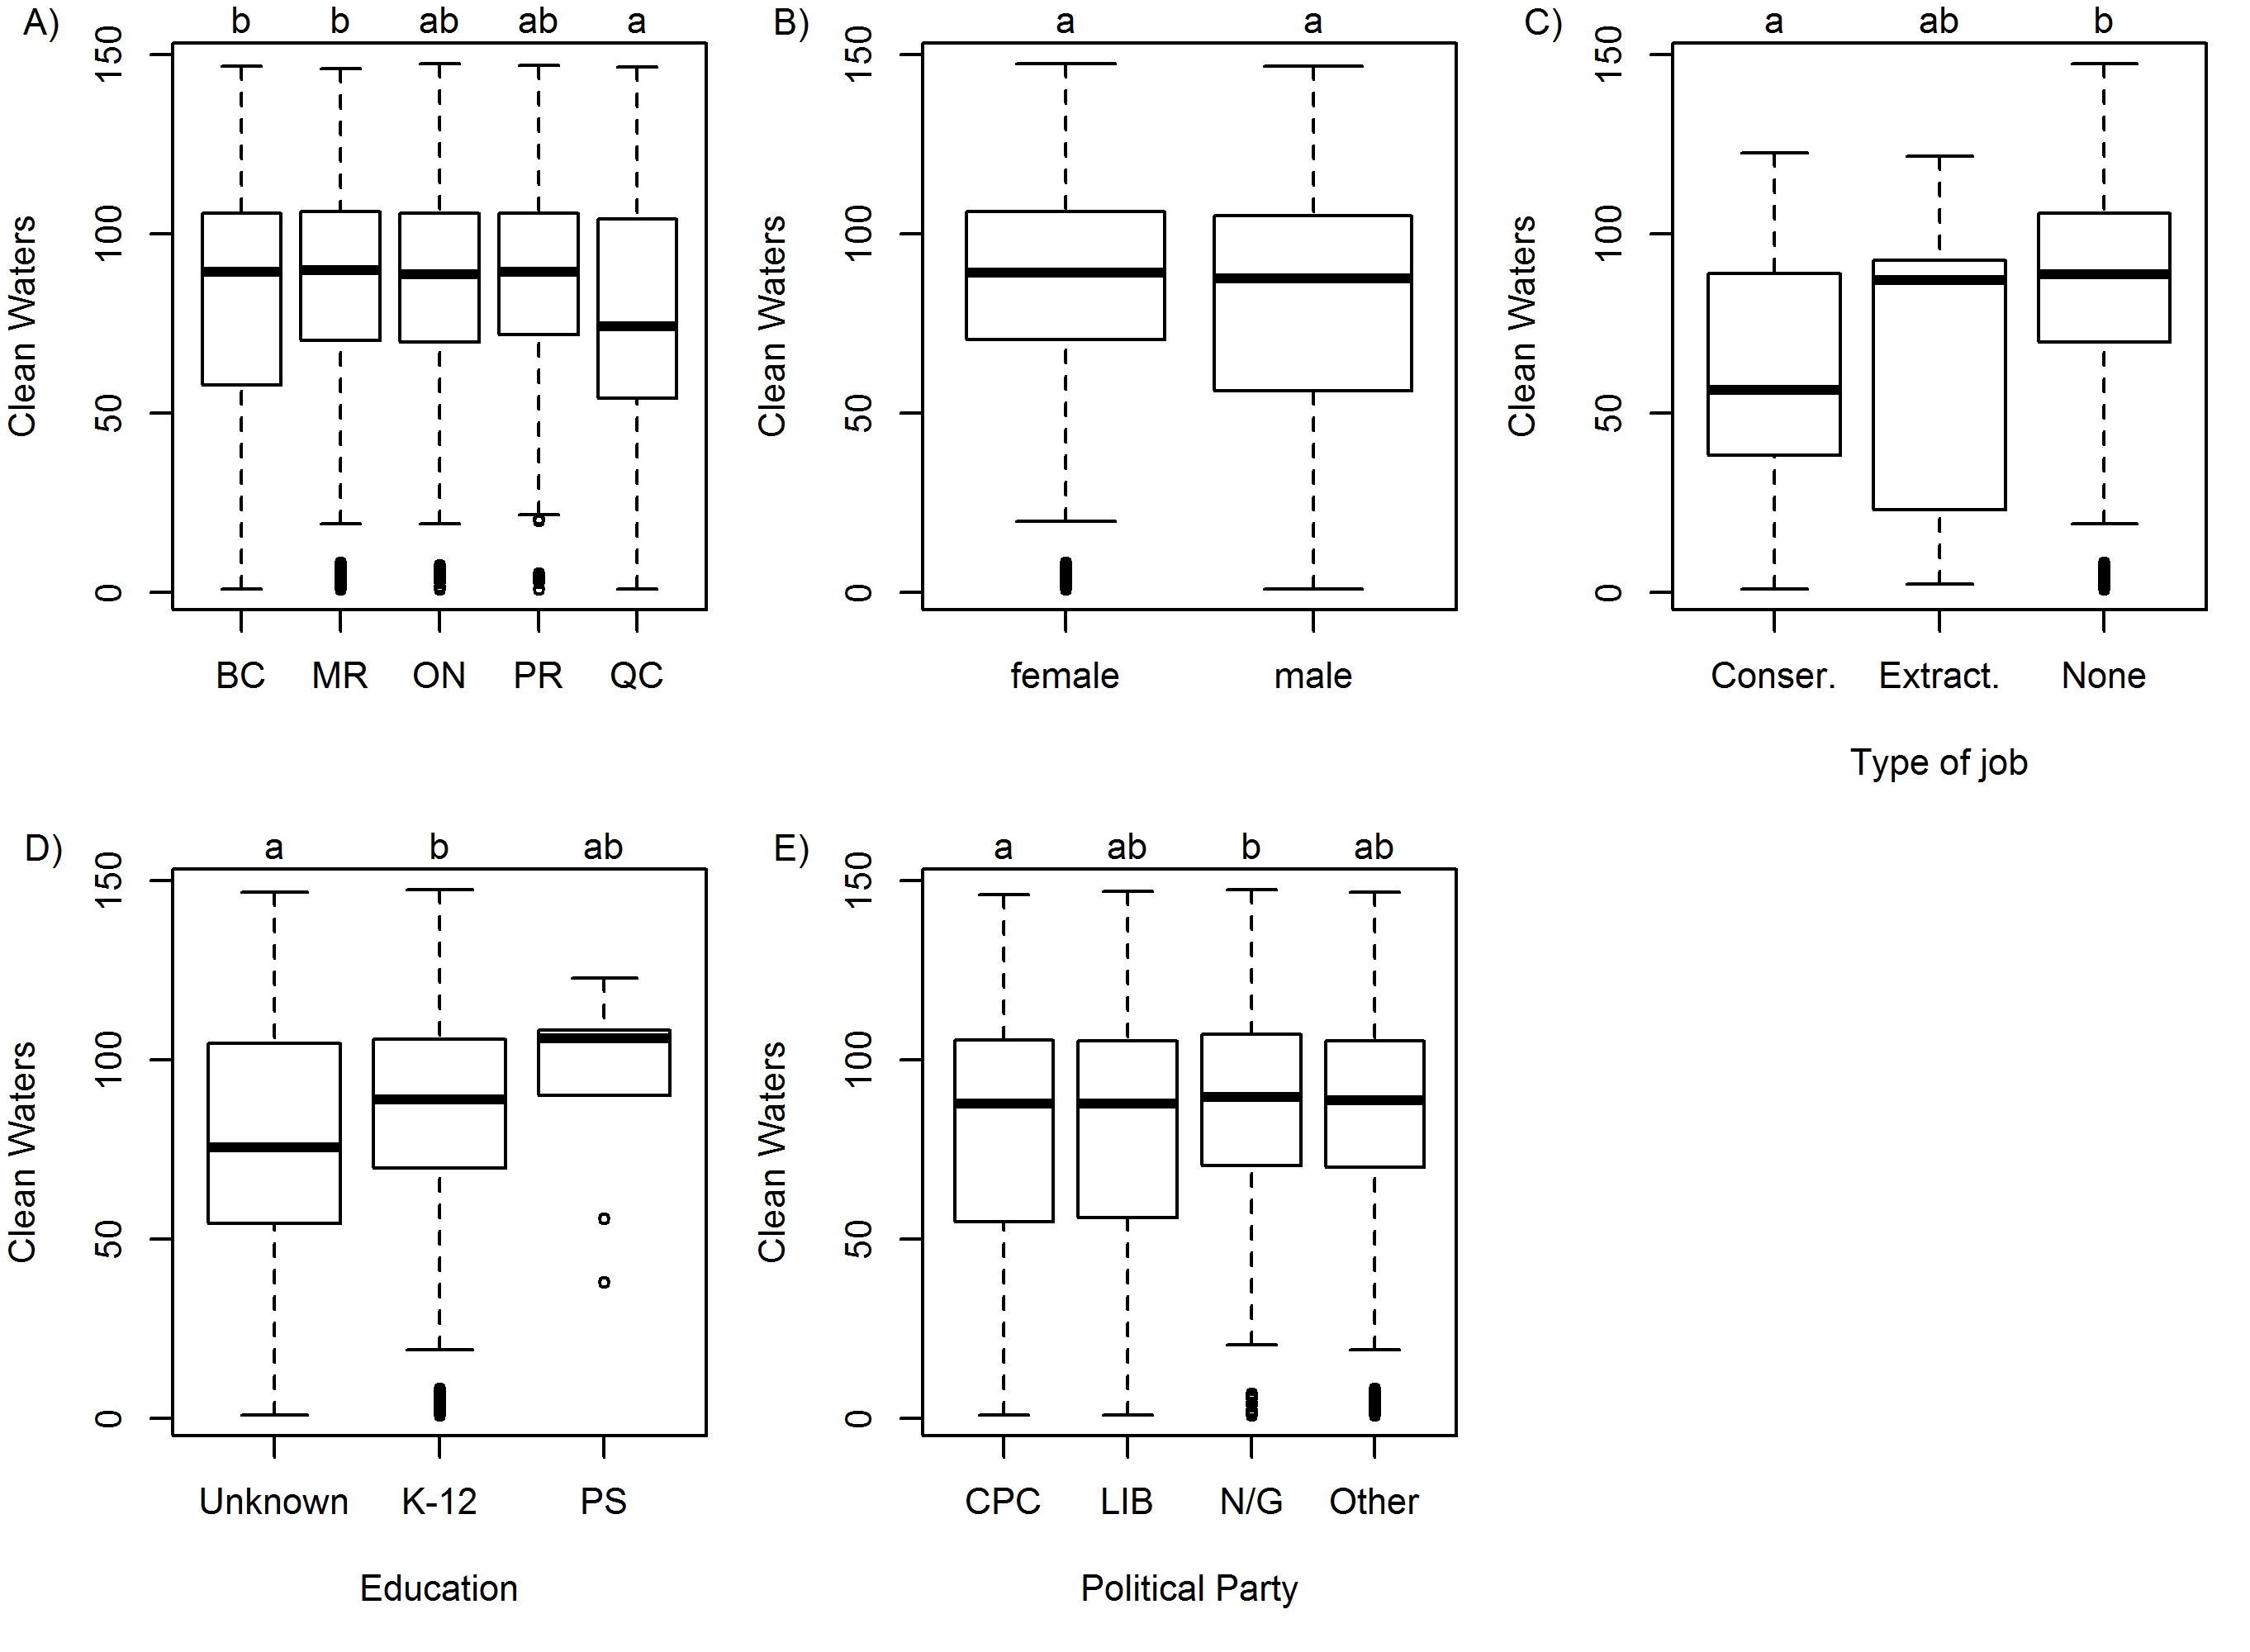 A) b b ab ab a
150
100
50
0
Clean Waters
BC MR ON PR QC
B) a a
150
100
50
0
Clean Waters
female male
C) a ab b
150
100
50
0
Clean Waters
Conser. Extract. None
Type of job
D) a b ab
150
100
50
0
Clean Waters
Unknown K-12 PS
Education
E) a ab b ab
150
100
50
0
Clean Waters
CPC LIB N/G Other
Political Party